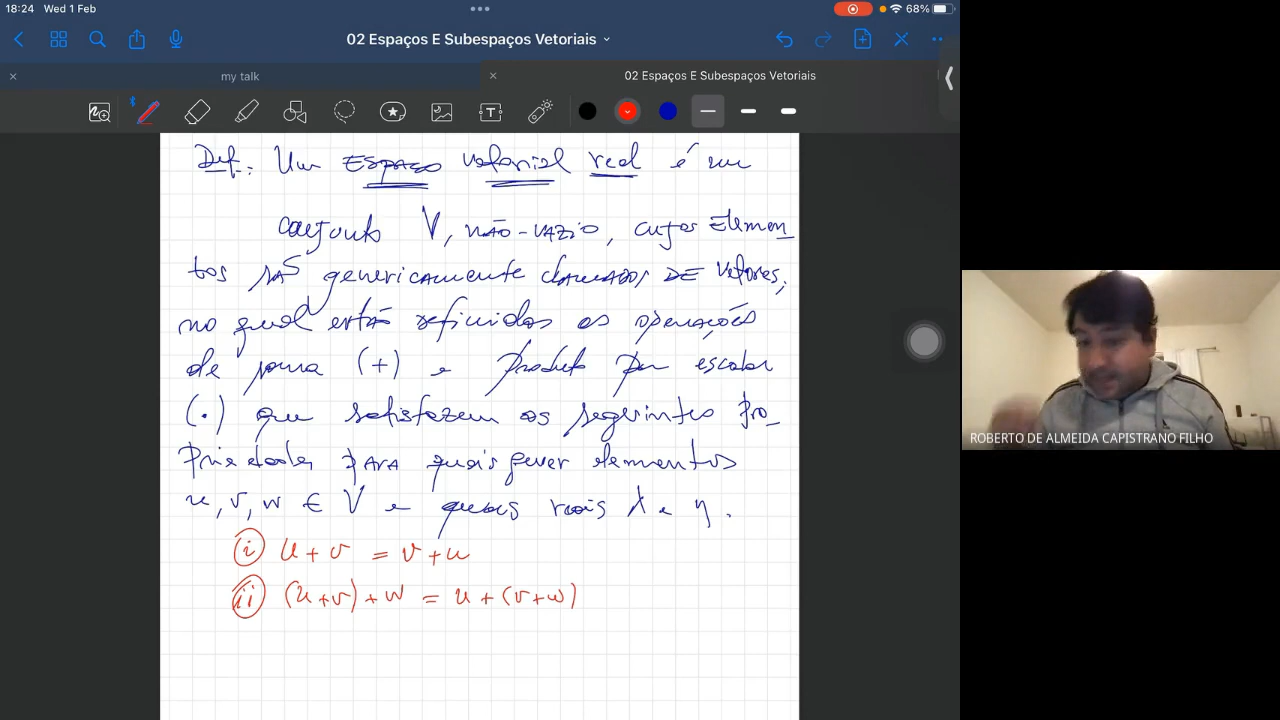 18:24 Wed 1 Feb
68%
02 Espaços E Subespaços Vetoriais
my talk
02 Espaços E Subespaços Vetoriais
Def.: Um ESPAÇO vetorial real é um
conjunto V, NÃO-VAZIO, cujos Elemen_
tos SÃO genericamente chamados DE vetores,
no qual estão definidas as operações
de soma (+) e Produto por escalar
(·) que satisfazem as seguintes Pro_
Priedades PARA quaisquer elementos
u, v, w ∈ V e quais reais λ e η.
(i) u + v = v + u
(ii) (u + v) + w = u + (v + w)
ROBERTO DE ALMEIDA CAPISTRANO FILHO